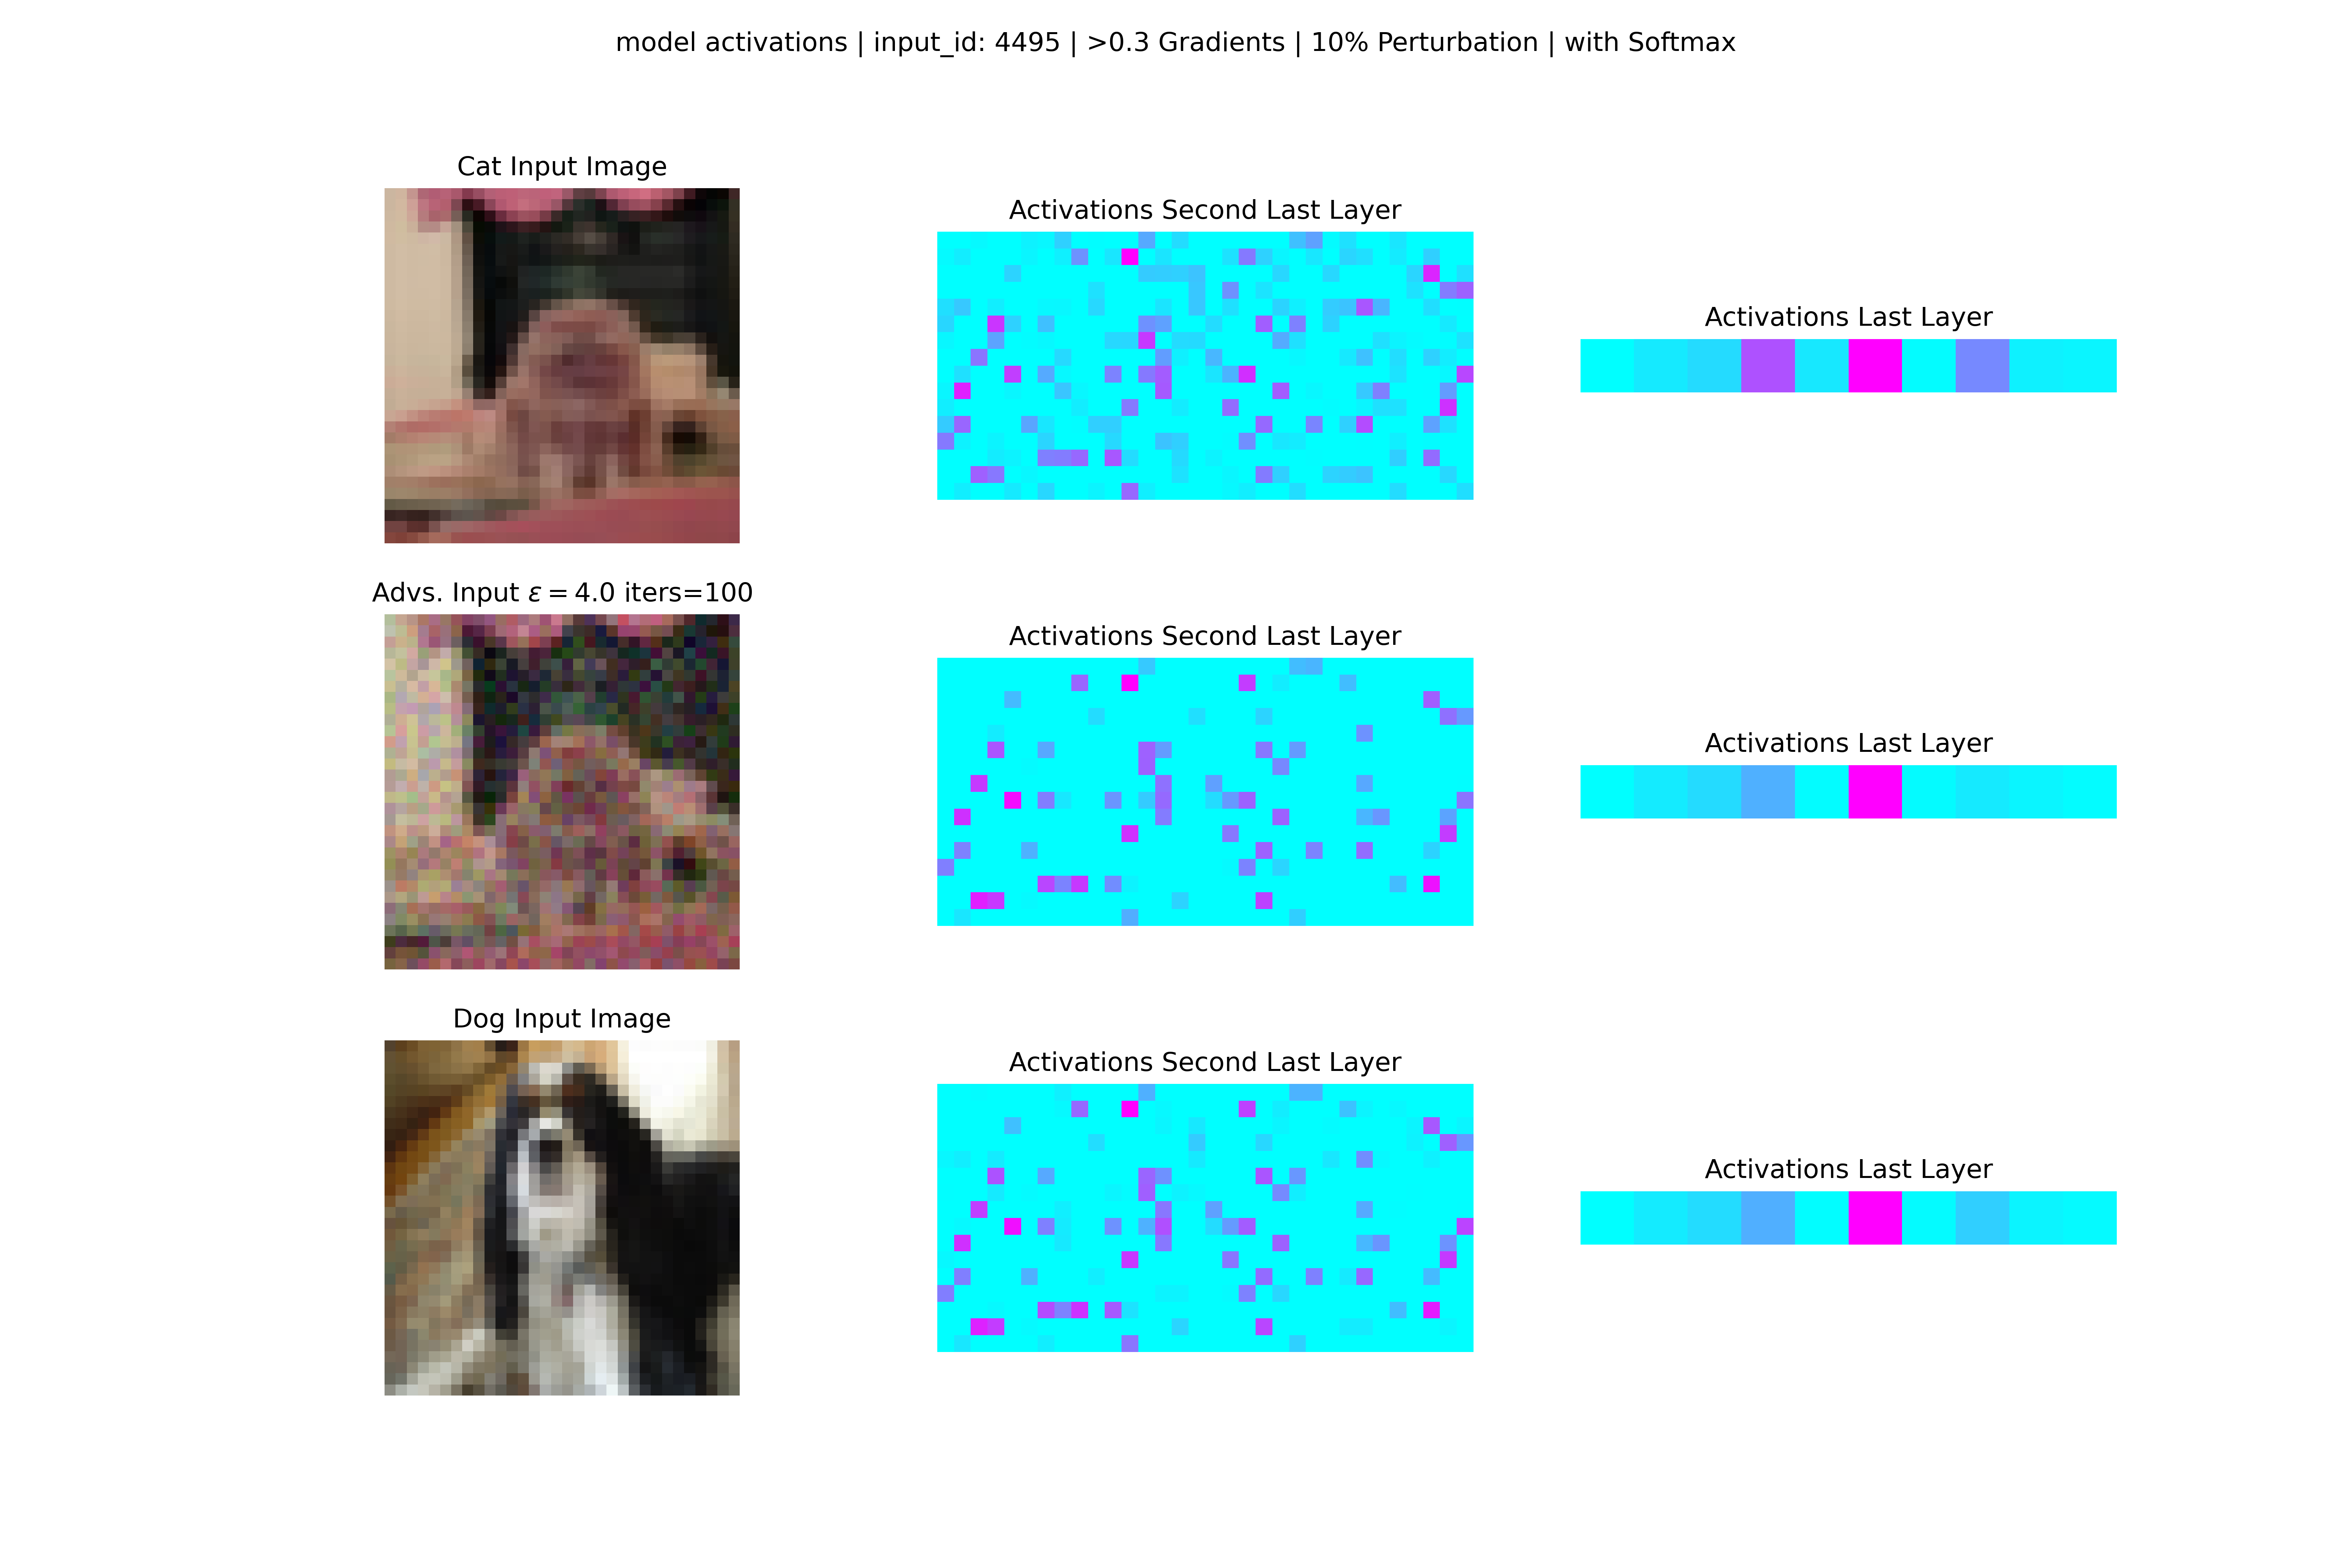 model activations | input_id: 4495 | >0.3 Gradients | 10% Perturbation | with Softmax
Cat Input Image
Activations Second Last Layer
Activations Last Layer
Advs. Input ε = 4.0 iters=100
Activations Second Last Layer
Activations Last Layer
Dog Input Image
Activations Second Last Layer
Activations Last Layer